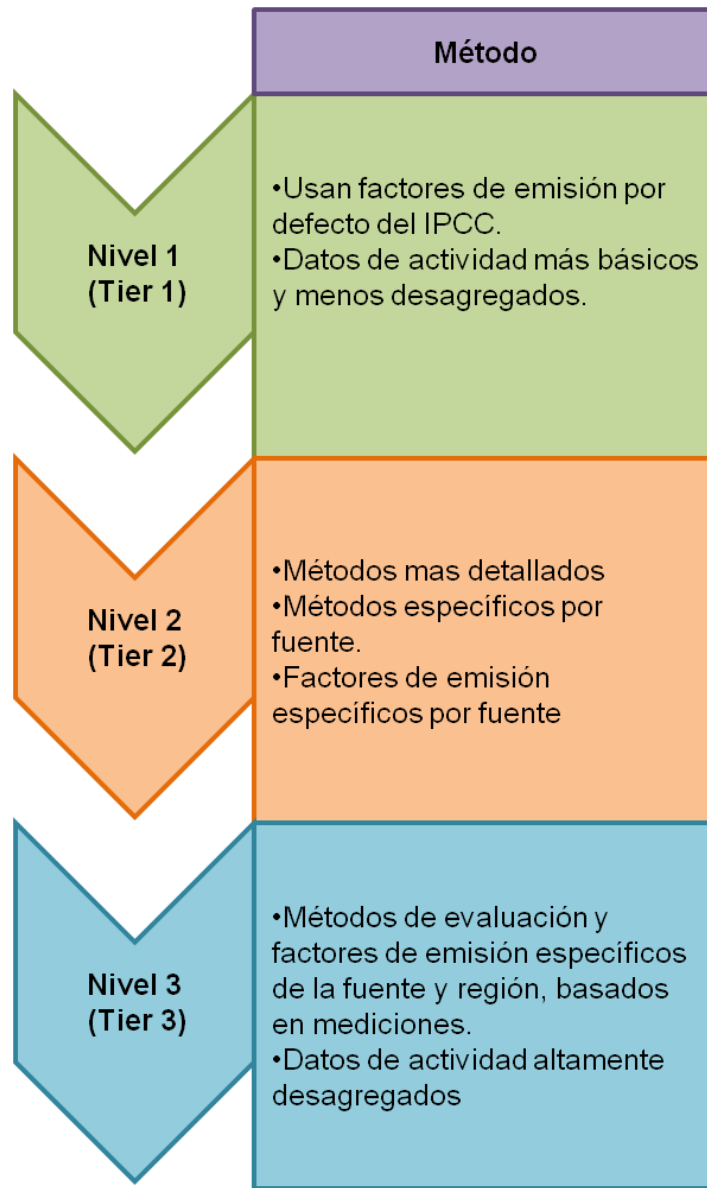 Método
Nivel 1
(Tier 1)
•Usan factores de emisión por
defecto del IPCC.
•Datos de actividad más básicos
y menos desagregados.
Nivel 2
(Tier 2)
•Métodos mas detallados
•Métodos específicos por
fuente.
•Factores de emisión
específicos por fuente
Nivel 3
(Tier 3)
•Métodos de evaluación y
factores de emisión específicos
de la fuente y región, basados
en mediciones.
•Datos de actividad altamente
desagregados